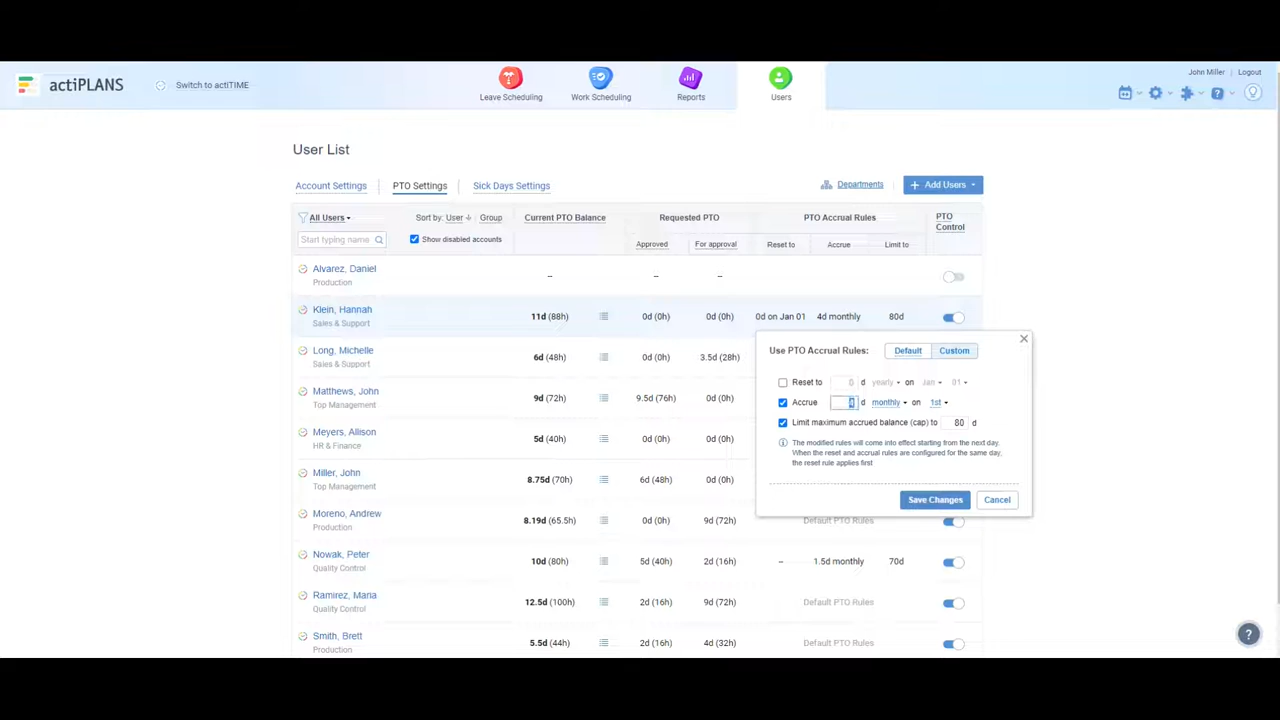 actiPLANS
Switch to actiTIME
Leave Scheduling
Work Scheduling
Reports
Users
John Miller
Logout
User List
Account Settings
PTO Settings
Sick Days Settings
Departments
+ Add Users
All Users
Sort by: User ↓ Group
Current PTO Balance
Requested PTO
PTO Accrual Rules
PTO Control
Start typing name
Show disabled accounts
Approved
For approval
Reset to
Accrue
Limit to
Alvarez, Daniel
Production
-- -- --
Klein, Hannah
Sales & Support
11d (88h) 0d (0h) 0d (0h) 0d on Jan 01 4d monthly 80d
Long, Michelle
Sales & Support
6d (48h) 0d (0h) 3.5d (28h)
Matthews, John
Top Management
9d (72h) 9.5d (76h) 0d (0h)
Meyers, Allison
HR & Finance
5d (40h) 0d (0h) 0d (0h)
Miller, John
Top Management
8.75d (70h) 6d (48h) 0d (0h)
Moreno, Andrew
Production
8.19d (65.5h) 0d (0h) 9d (72h) Default PTO Rules
Nowak, Peter
Quality Control
10d (80h) 5d (40h) 2d (16h) -- 1.5d monthly 70d
Ramirez, Maria
Quality Control
12.5d (100h) 2d (16h) 9d (72h) Default PTO Rules
Smith, Brett
Production
5.5d (44h) 2d (16h) 4d (32h) Default PTO Rules
Use PTO Accrual Rules: Default Custom
Reset to 0 d yearly on Jan 01
Accrue 4 d monthly on 1st
Limit maximum accrued balance (cap) to 80 d
The modified rules will come into effect starting from the next day.
When the reset and accrual rules are configured for the same day,
the reset rule applies first
Save Changes
Cancel
?